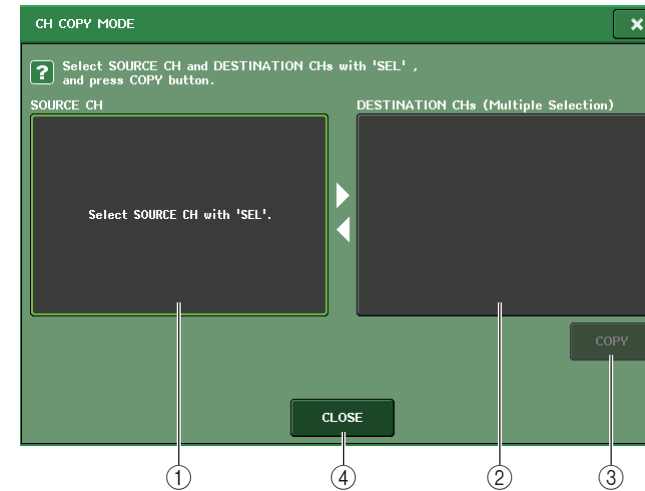 CH COPY MODE
×
?
Select SOURCE CH and DESTINATION CHs with 'SEL' ,
and press COPY button.
SOURCE CH
DESTINATION CHs (Multiple Selection)
Select SOURCE CH with 'SEL'.
COPY
CLOSE
① ④ ② ③